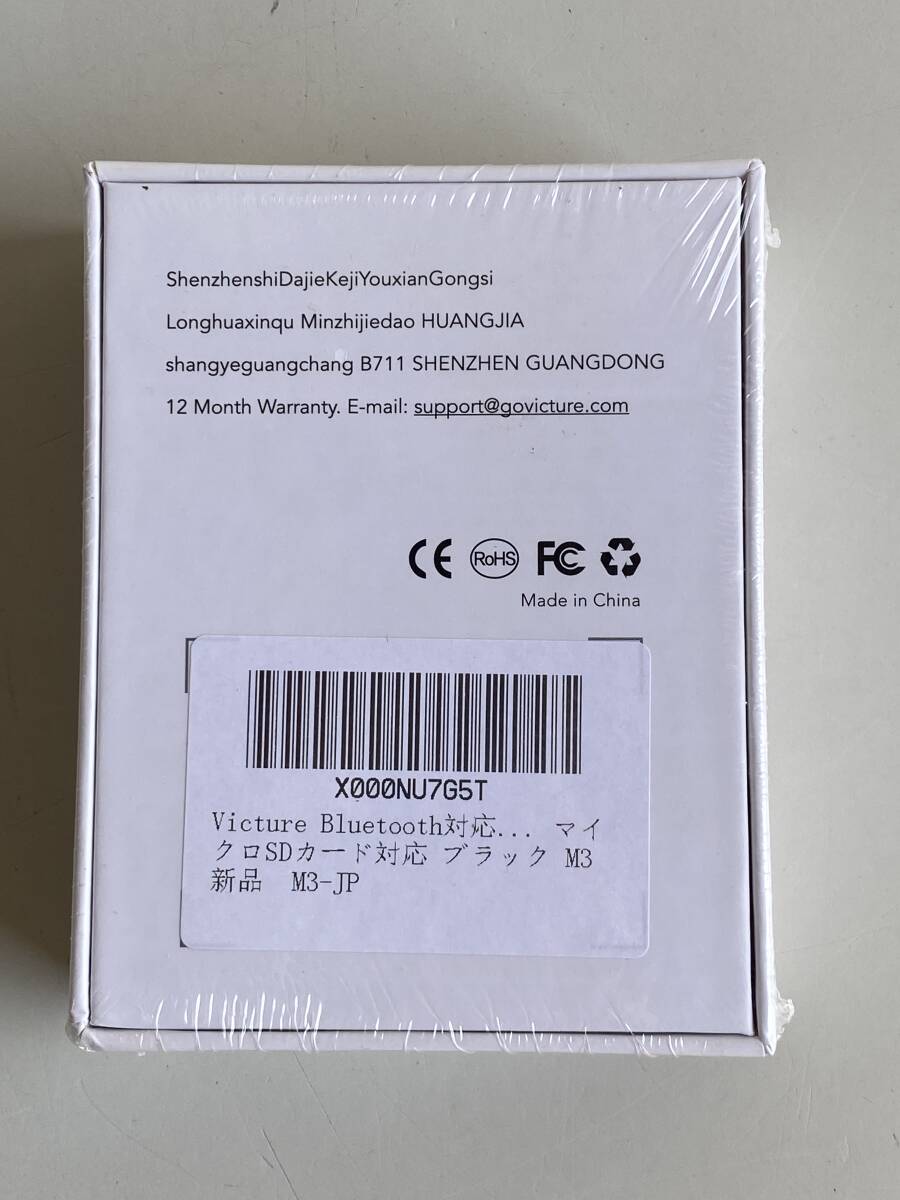 ShenzhenshiDajieKejiYouxianGongsi
Longhuaxinqu Minzhijiedao HUANGJIA
shangyeguangchang B711 SHENZHEN GUANGDONG
12 Month Warranty. E-mail: support@govicture.com
CE RoHS FC
Made in China
X000NU7G5T
Victure Bluetooth対応... マイ
クロSDカード対応 ブラック M3
新品 M3-JP